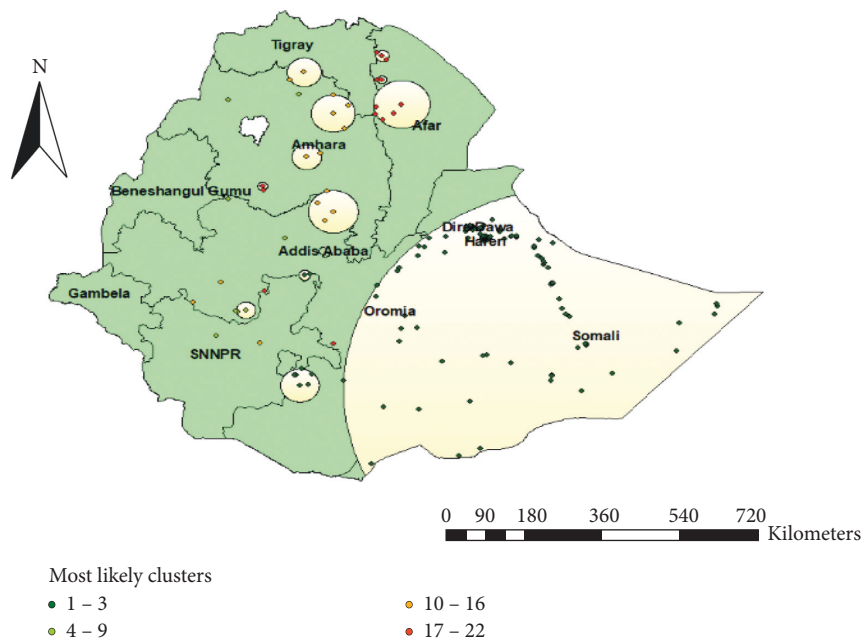 N
Tigray
Afar
Amhara
Beneshangul Gumu
Dire Dawa
Hareri
Addis Ababa
Gambela
Oromia
Somali
SNNPR
0 90 180 360 540 720
Kilometers
Most likely clusters
1 – 3
10 – 16
4 – 9
17 – 22